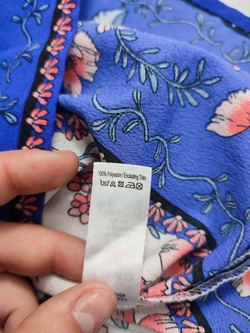 100% Polyester / Excluding Trim